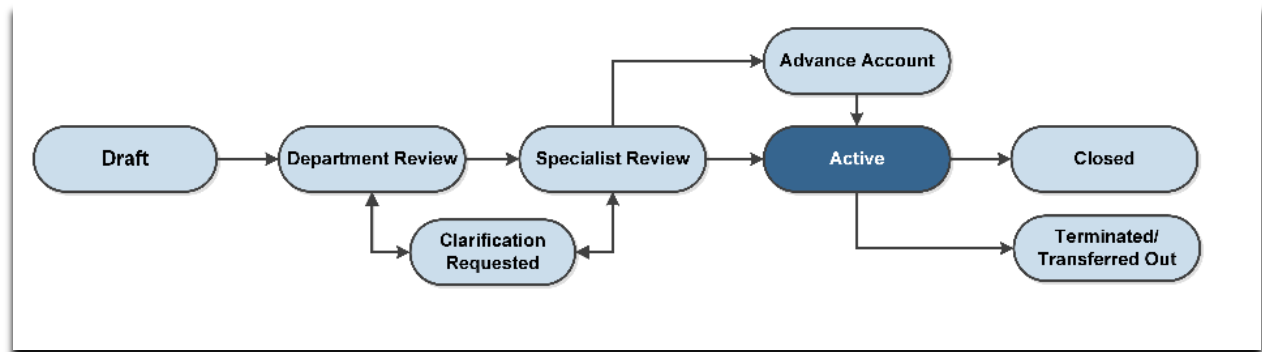 Advance Account
Draft
Department Review
Specialist Review
Active
Closed
Clarification
Requested
Terminated/
Transferred Out